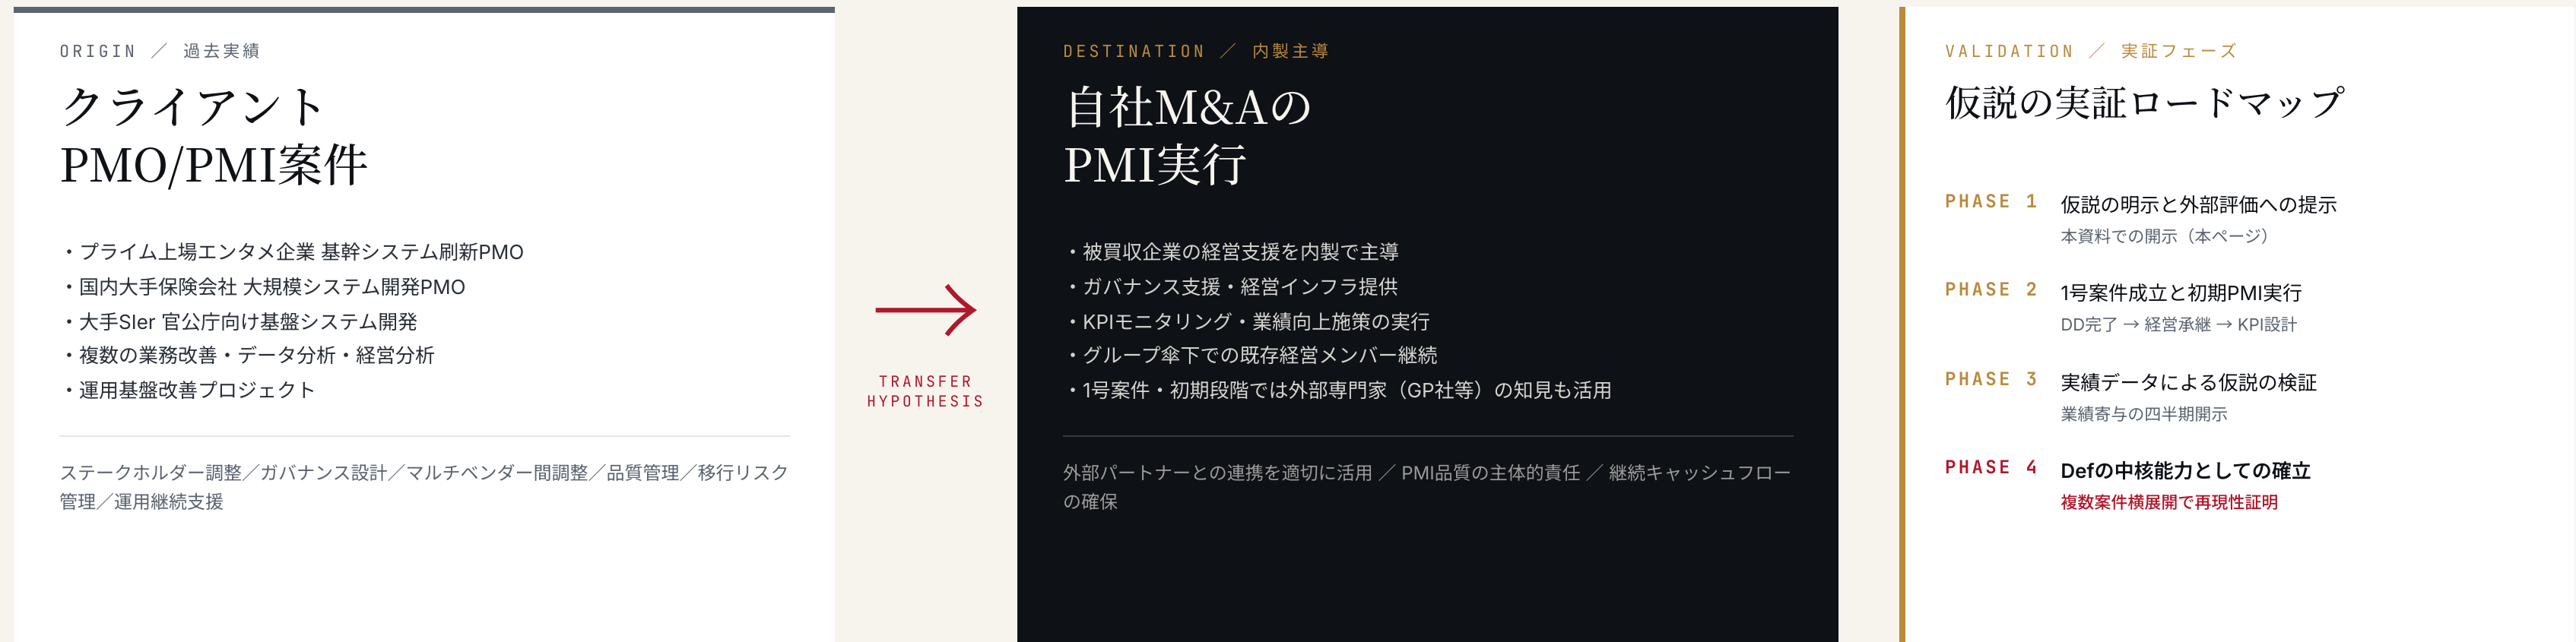 ORIGIN ／ 過去実績
クライアント
PMO/PMI案件
・プライム上場エンタメ企業 基幹システム刷新PMO
・国内大手保険会社 大規模システム開発PMO
・大手SIer 官公庁向け基盤システム開発
・複数の業務改善・データ分析・経営分析
・運用基盤改善プロジェクト
ステークホルダー調整／ガバナンス設計／マルチベンダー間調整／品質管理／移行リスク
管理／運用継続支援
TRANSFER
HYPOTHESIS
DESTINATION ／ 内製主導
自社M&Aの
PMI実行
・被買収企業の経営支援を内製で主導
・ガバナンス支援・経営インフラ提供
・KPIモニタリング・業績向上施策の実行
・グループ傘下での既存経営メンバー継続
・1号案件・初期段階では外部専門家（GP社等）の知見も活用
外部パートナーとの連携を適切に活用 ／ PMI品質の主体的責任 ／ 継続キャッシュフロー
の確保
VALIDATION ／ 実証フェーズ
仮説の実証ロードマップ
PHASE 1 仮説の明示と外部評価への提示
本資料での開示（本ページ）
PHASE 2 1号案件成立と初期PMI実行
DD完了 → 経営承継 → KPI設計
PHASE 3 実績データによる仮説の検証
業績寄与の四半期開示
PHASE 4 Defの中核能力としての確立
複数案件横展開で再現性証明